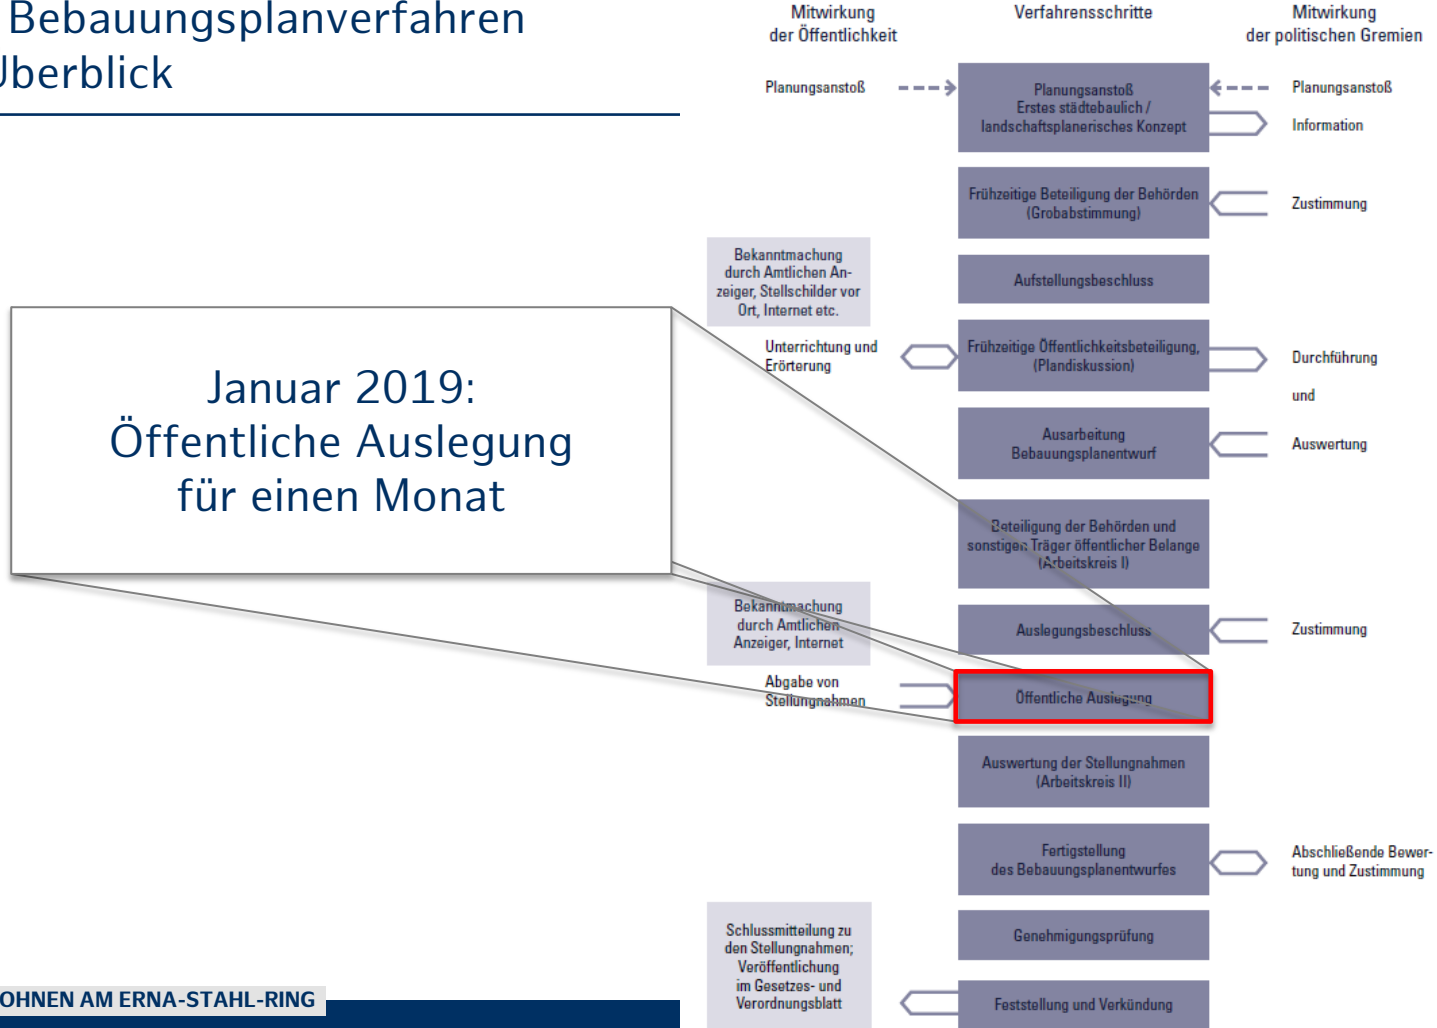 Bebauungsplanverfahren
Überblick
Mitwirkung
der Öffentlichkeit
Verfahrensschritte
Mitwirkung
der politischen Gremien
Planungsanstoß
Planungsanstoß
Erstes städtebaulich /
landschaftsplanerisches Konzept
Planungsanstoß
Information
Frühzeitige Beteiligung der Behörden
(Grobabstimmung)
Zustimmung
Bekanntmachung
durch Amtlichen An-
zeiger, Stellschilder vor
Ort, Internet etc.
Aufstellungsbeschluss
Unterrichtung und
Erörterung
Frühzeitige Öffentlichkeitsbeteiligung,
(Plandiskussion)
Durchführung
und
Auswertung
Januar 2019:
Öffentliche Auslegung
für einen Monat
Ausarbeitung
Bebauungsplanentwurf
Beteiligung der Behörden und
sonstigen Träger öffentlicher Belange
(Arbeitskreis I)
Bekanntmachung
durch Amtlichen
Anzeiger, Internet
Auslegungsbeschluss
Zustimmung
Abgabe von
Stellungnahmen
Öffentliche Auslegung
Auswertung der Stellungnahmen
(Arbeitskreis II)
Fertigstellung
des Bebauungsplanentwurfes
Abschließende Bewer-
tung und Zustimmung
Genehmigungsprüfung
Schlussmitteilung zu
den Stellungnahmen;
Veröffentlichung
im Gesetzes- und
Verordnungsblatt
Feststellung und Verkündung
OHNEN AM ERNA-STAHL-RING